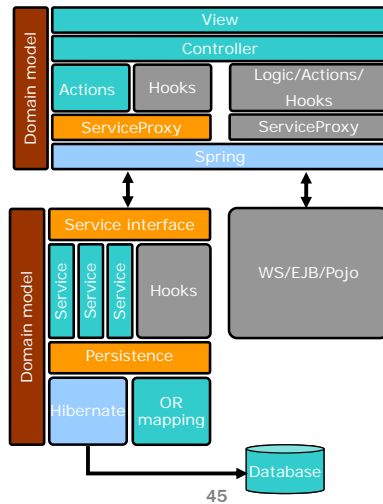 Domain model
View
Controller
Actions
Hooks
Logic/Actions/
Hooks
ServiceProxy
ServiceProxy
Spring
Domain model
Service interface
Service
Service
Service
Hooks
WS/EJB/Pojo
Persistence
Hibernate
OR
mapping
Database
45